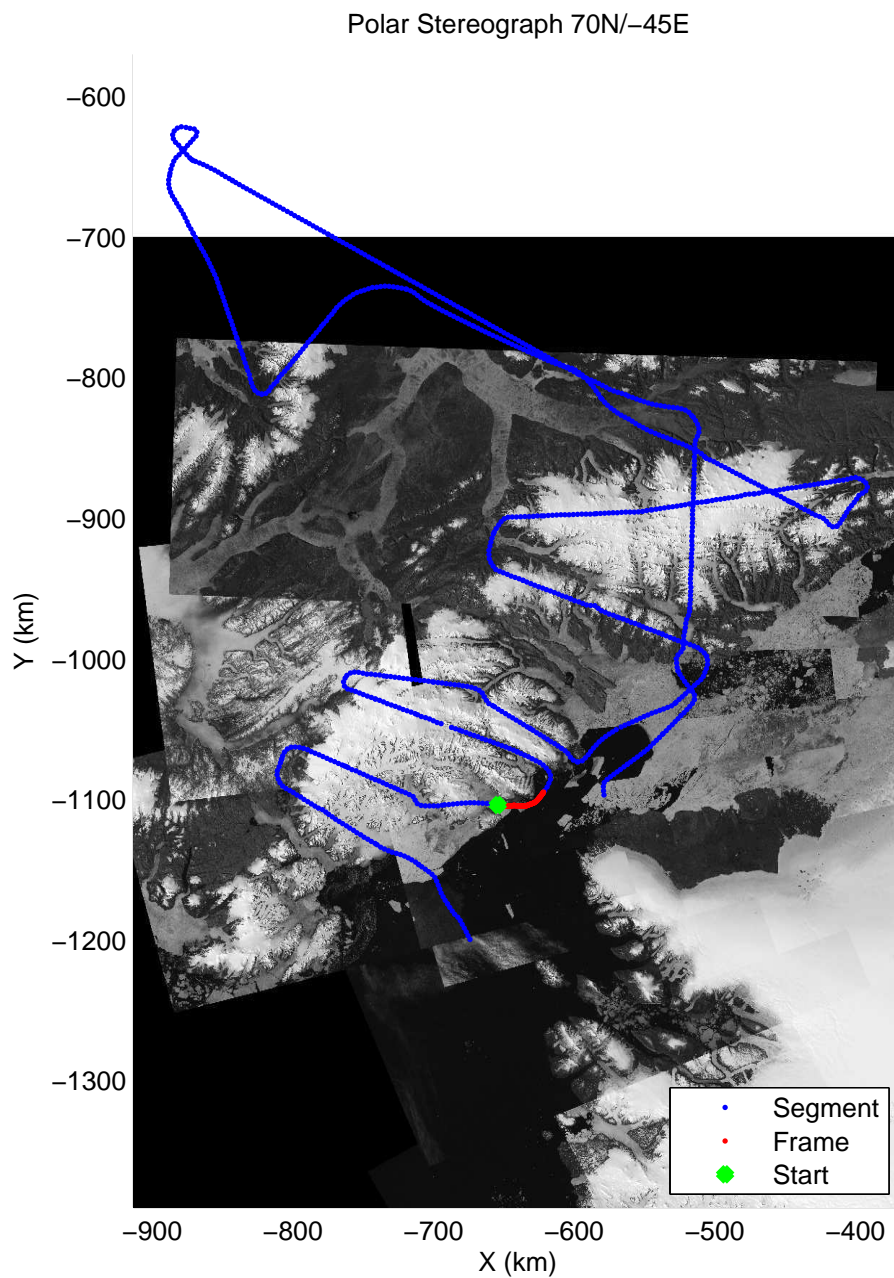 Polar Stereograph 70N/−45E
−600
−700
−800
−900
−1000
−1100
−1200
−1300
Y (km)
Segment
Frame
Start
−900 −800 −700 −600 −500 −400
X (km)